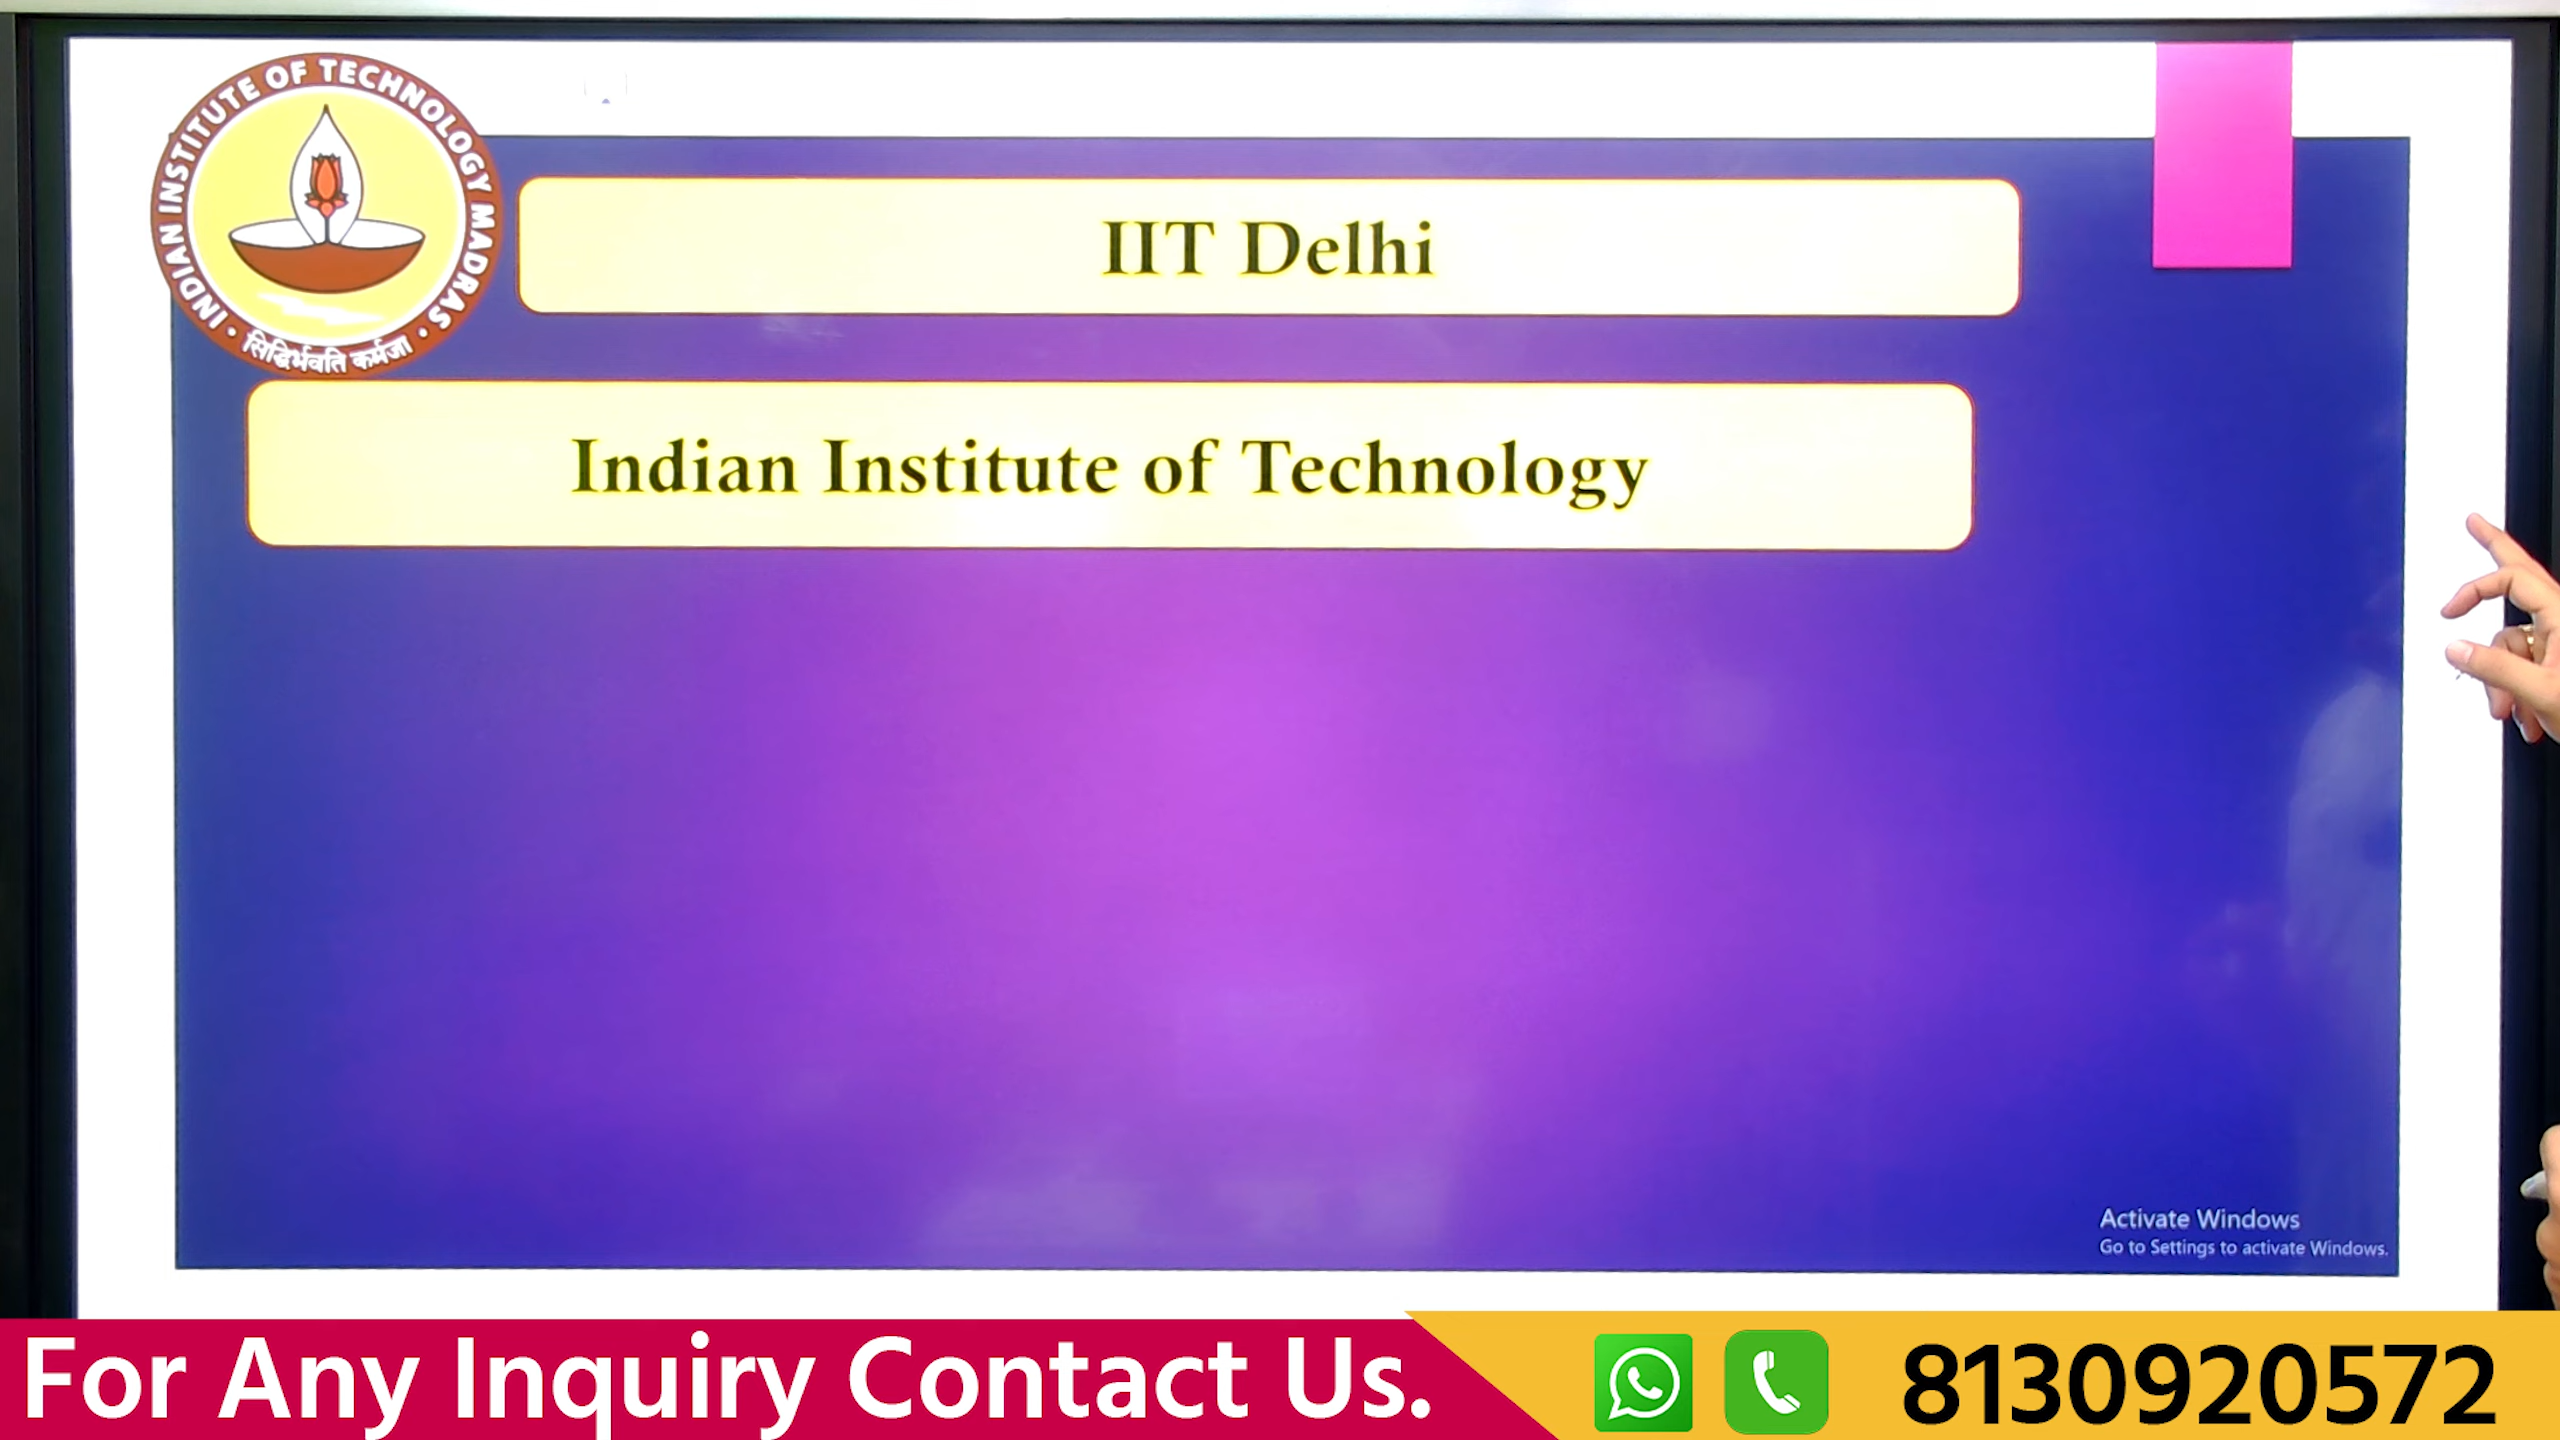 INDIAN INSTITUTE OF TECHNOLOGY MADRAS
सिद्धिर्भवति कर्मजा
IIT Delhi
Indian Institute of Technology
Activate Windows
Go to Settings to activate Windows.
For Any Inquiry Contact Us.
8130920572